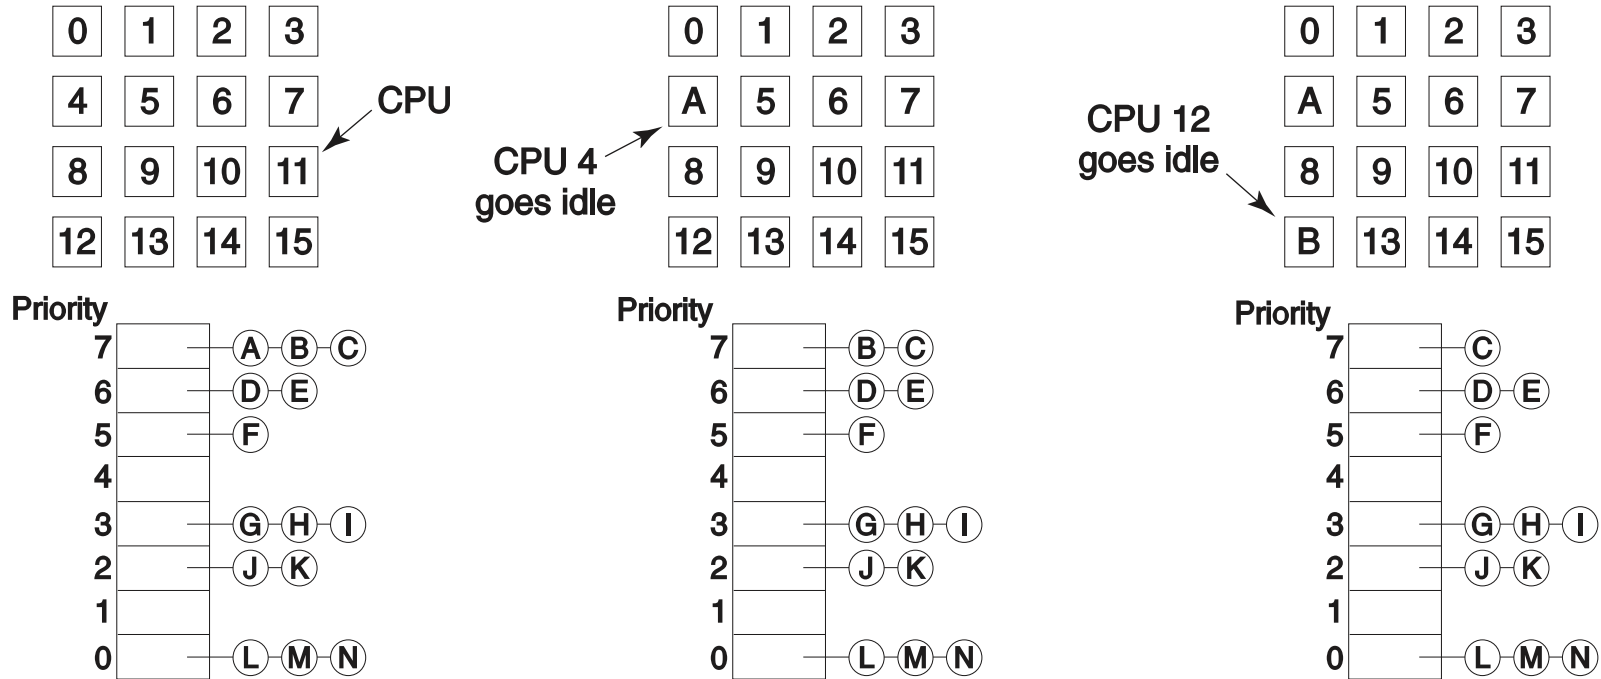 0 1 2 3
4 5 6 7
CPU
8 9 10 11
12 13 14 15
Priority
7 A B C
6 D E
5 F
4
3 G H I
2 J K
1
0 L M N
0 1 2 3
A 5 6 7
CPU 4
goes idle
8 9 10 11
12 13 14 15
Priority
7 B C
6 D E
5 F
4
3 G H I
2 J K
1
0 L M N
0 1 2 3
A 5 6 7
CPU 12
goes idle
8 9 10 11
B 13 14 15
Priority
7 C
6 D E
5 F
4
3 G H I
2 J K
1
0 L M N